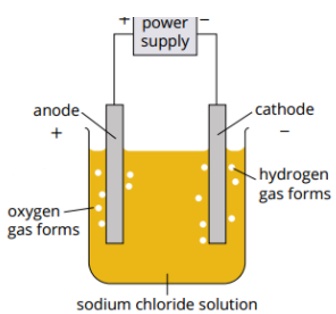 + power −
supply
anode
cathode
+
−
hydrogen
gas forms
oxygen
gas forms
sodium chloride solution